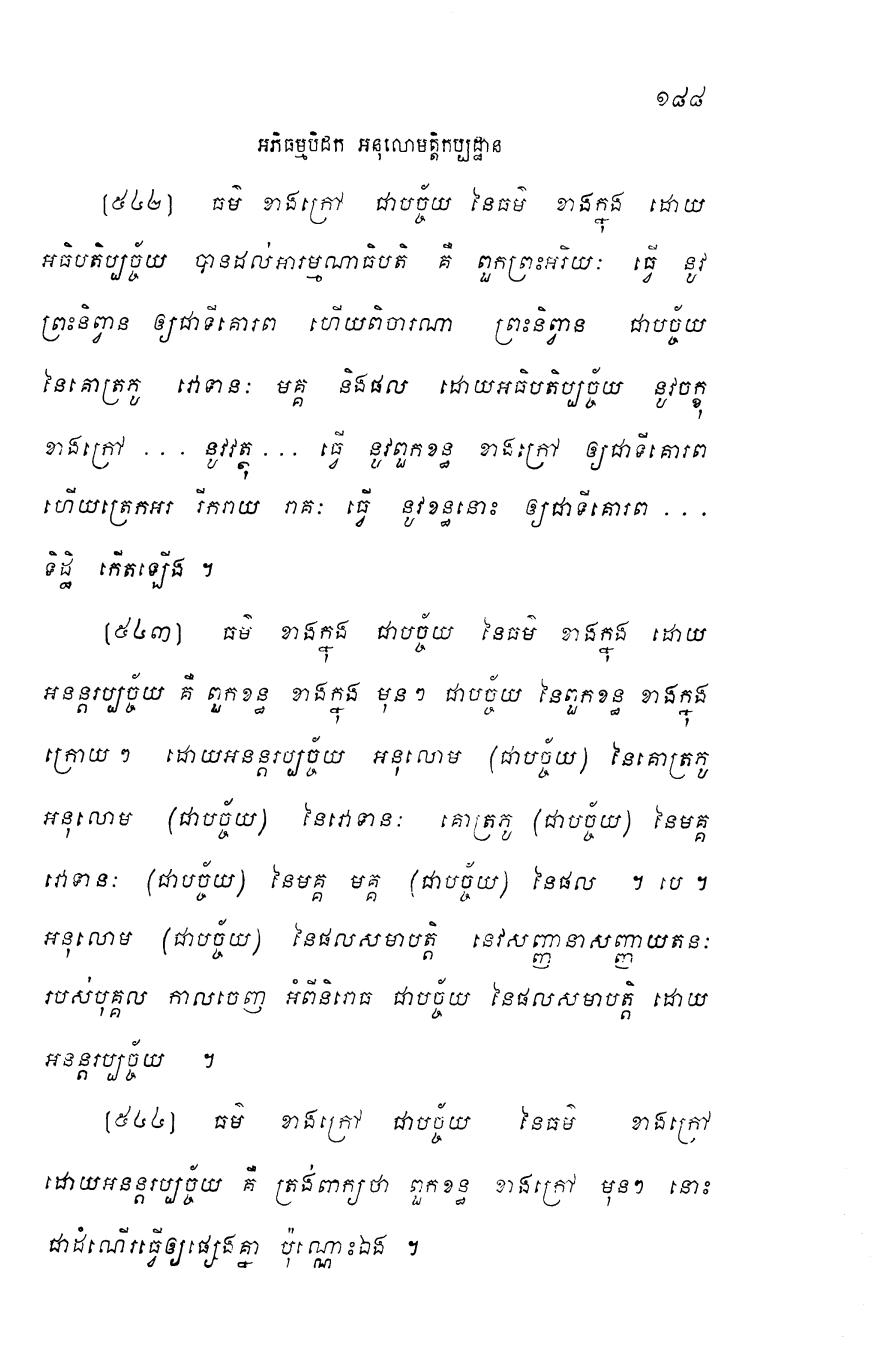 ១៨៨
អភិធម្មបិដក អនុលោមត្តិកប្បដ្ឋាន
[៥៤២] ធម៌ ខាងក្រៅ ជាបច្ច័យ នៃធម៌ ខាងក្នុង ដោយ
អធិបតិប្បច្ច័យ បានដល់អារម្មណាធិបតិ គឺ ពួកព្រះអរិយៈ ធ្វើ នូវ
ព្រះនិព្វាន ឲ្យជាទីគោរព ហើយពិចារណា ព្រះនិព្វាន ជាបច្ច័យ
នៃគោត្រភូ វោទានៈ មគ្គ និងផល ដោយអធិបតិប្បច្ច័យ នូវចក្ខុ
ខាងក្រៅ ... នូវវត្ថុ ... ធ្វើ នូវពួកខន្ធ ខាងក្រៅ ឲ្យជាទីគោរព
ហើយត្រេកអរ រីករាយ រាគៈ ធ្វើ នូវខន្ធនោះ ឲ្យជាទីគោរព ...
ទិដ្ឋិ កើតឡើង ។
[៥៤៣] ធម៌ ខាងក្នុង ជាបច្ច័យ នៃធម៌ ខាងក្នុង ដោយ
អនន្តរប្បច្ច័យ គឺ ពួកខន្ធ ខាងក្នុង មុនៗ ជាបច្ច័យ នៃពួកខន្ធ ខាងក្នុង
ក្រោយៗ ដោយអនន្តរប្បច្ច័យ អនុលោម (ជាបច្ច័យ) នៃគោត្រភូ
អនុលោម (ជាបច្ច័យ) នៃវោទានៈ គោត្រភូ (ជាបច្ច័យ) នៃមគ្គ
វោទានៈ (ជាបច្ច័យ) នៃមគ្គ មគ្គ (ជាបច្ច័យ) នៃផល ។ បេ ។
អនុលោម (ជាបច្ច័យ) នៃផលសមាបត្តិ នេវសញ្ញានាសញ្ញាយតនៈ
របស់បុគ្គល កាលចេញ អំពីនិរោធ ជាបច្ច័យ នៃផលសមាបត្តិ ដោយ
អនន្តរប្បច្ច័យ ។
[៥៤៤] ធម៌ ខាងក្រៅ ជាបច្ច័យ នៃធម៌ ខាងក្រៅ
ដោយអនន្តរប្បច្ច័យ គឺ ត្រង់ពាក្យថា ពួកខន្ធ ខាងក្រៅ មុនៗ នោះ
ជាដំណើរធ្វើឲ្យផ្សេងគ្នា ប៉ុណ្ណោះឯង ។